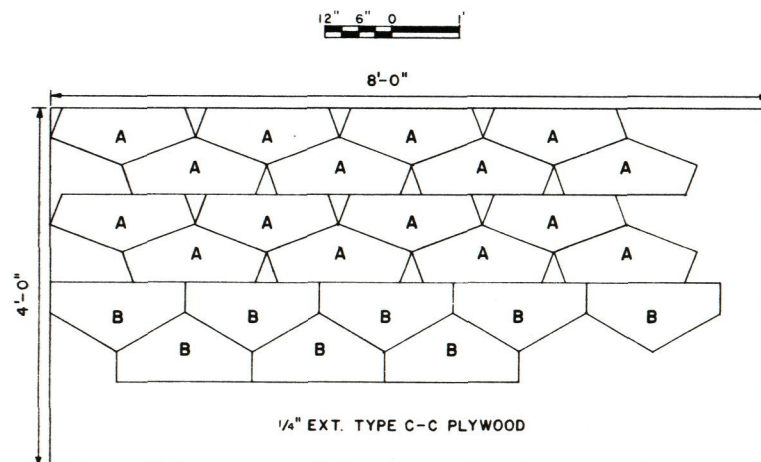 12" 6" 0 1'
8'-0"
A A A A
A A A A
A A A A
A A A A
4'-0"
B B B B B
B B B
1/4" EXT. TYPE C-C PLYWOOD